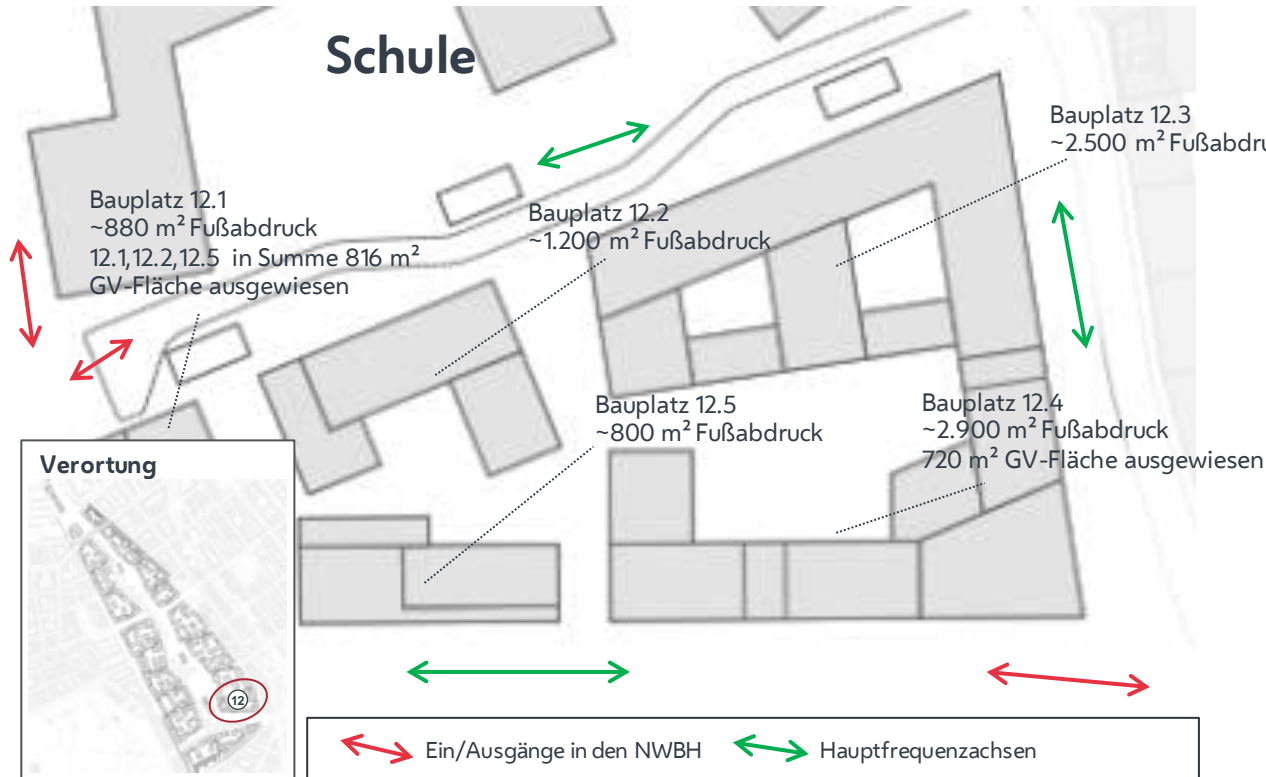 Schule
Bauplatz 12.3
~2.500 m² Fußabdru
Bauplatz 12.1
~880 m² Fußabdruck
12.1,12.2,12.5 in Summe 816 m²
GV-Fläche ausgewiesen
Bauplatz 12.2
~1.200 m² Fußabdruck
Bauplatz 12.5
~800 m² Fußabdruck
Bauplatz 12.4
~2.900 m² Fußabdruck
720 m² GV-Fläche ausgewiesen
Verortung
12
Ein/Ausgänge in den NWBH
Hauptfrequenzachsen